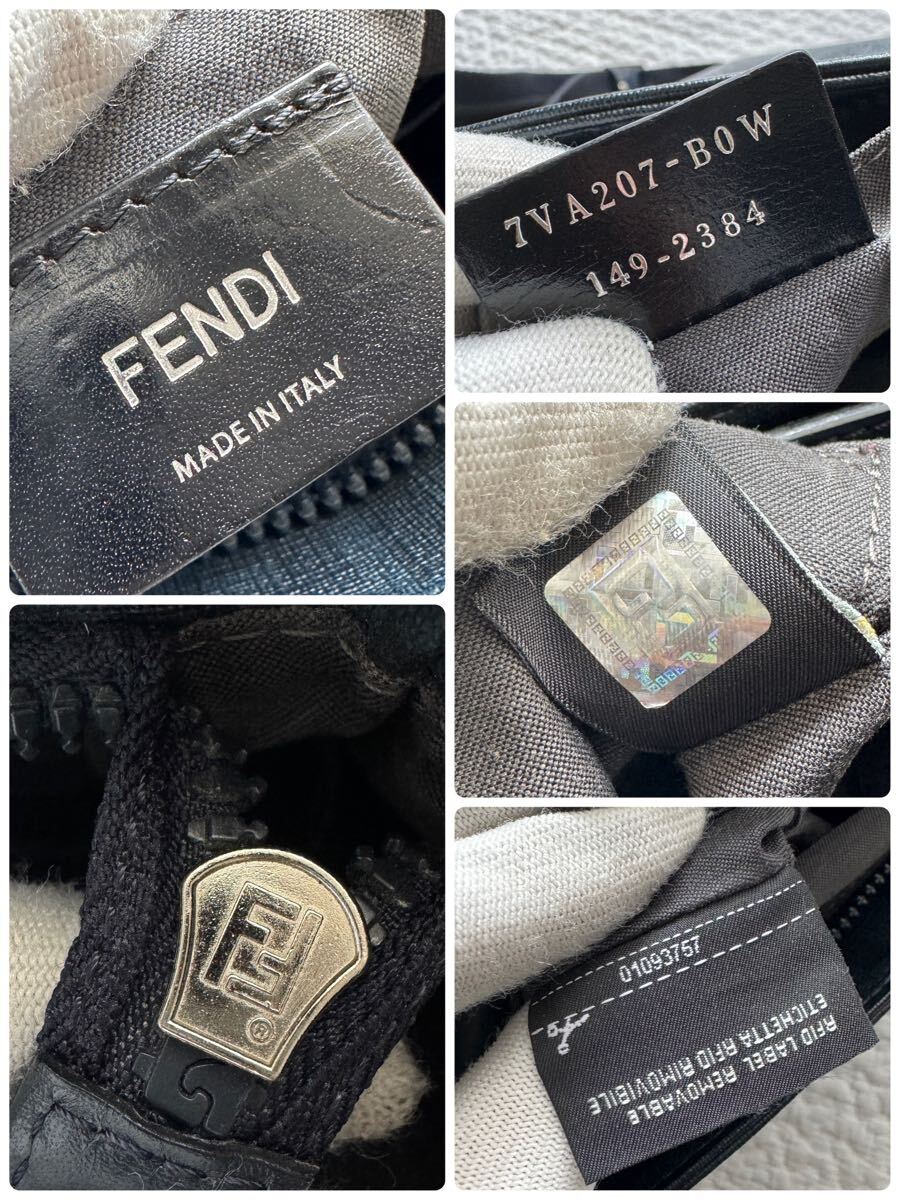 FENDI
MADE IN ITALY
7VA207-B0W
149-2384
®
01093757
RFID LABEL REMOVABLE
ETICHETTA RFID RIMOVIBILE